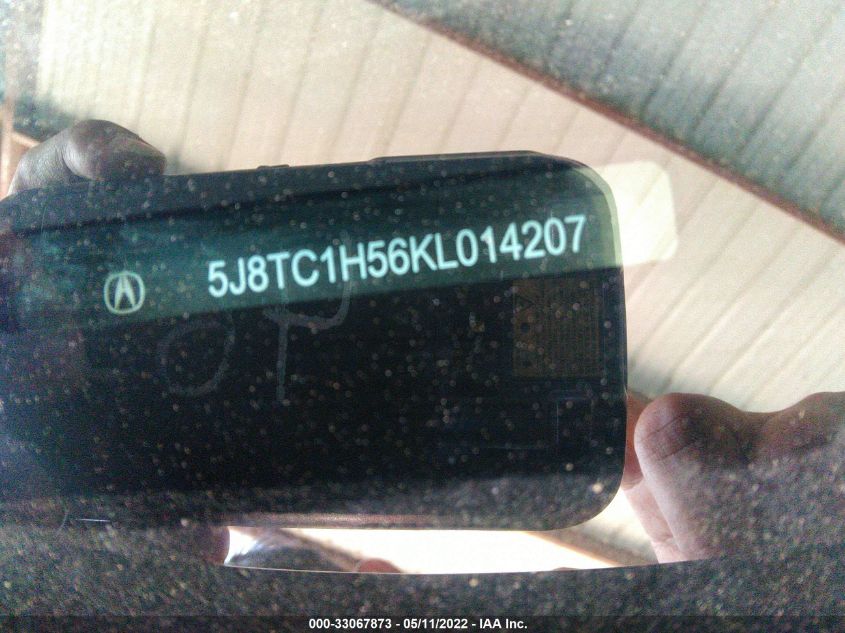 5J8TC1H56KL014207
000-33067873 - 05/11/2022 - IAA Inc.